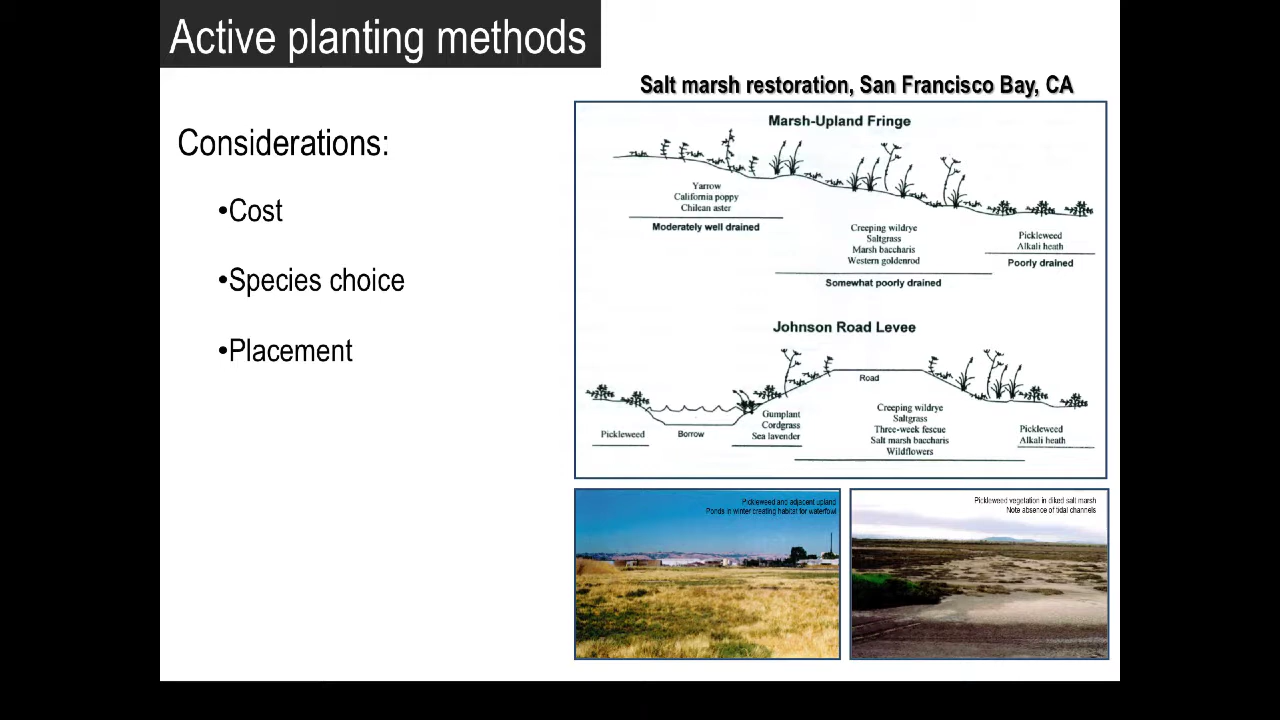 Active planting methods
Salt marsh restoration, San Francisco Bay, CA
Considerations:
•Cost
•Species choice
•Placement
Marsh-Upland Fringe
Yarrow
California poppy
Chilean aster
Moderately well drained
Creeping wildrye
Saltgrass
Marsh baccharis
Western goldenrod
Somewhat poorly drained
Pickleweed
Alkali heath
Poorly drained
Johnson Road Levee
Road
Pickleweed
Borrow
Gumplant
Cordgrass
Sea lavender
Creeping wildrye
Saltgrass
Three-week fescue
Salt marsh baccharis
Wildflowers
Pickleweed
Alkali heath
Pickleweed and adjacent upland
Ponds in winter creating habitat for waterfowl
Pickleweed vegetation in diked salt marsh
Note absence of tidal channels